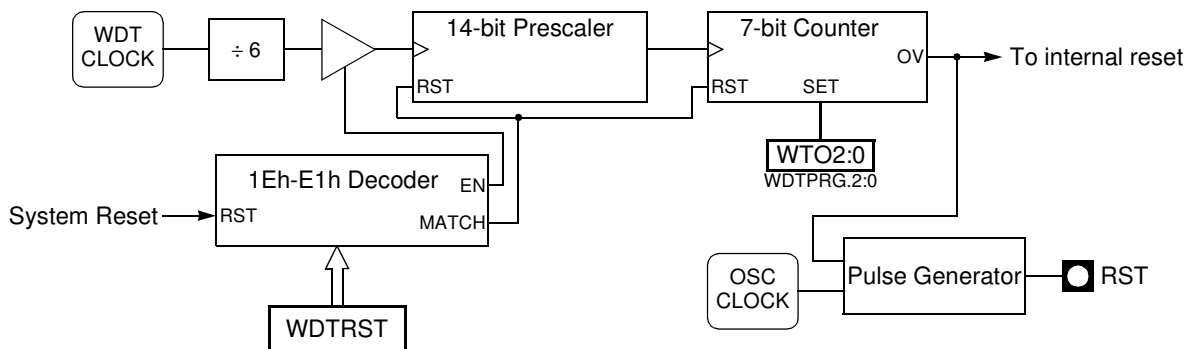 WDT
CLOCK
÷ 6
14-bit Prescaler
RST
7-bit Counter
OV
RST
SET
To internal reset
WTO2:0
WDTPRG.2:0
1Eh-E1h Decoder
EN
RST
MATCH
System Reset
WDTRST
OSC
CLOCK
Pulse Generator
RST